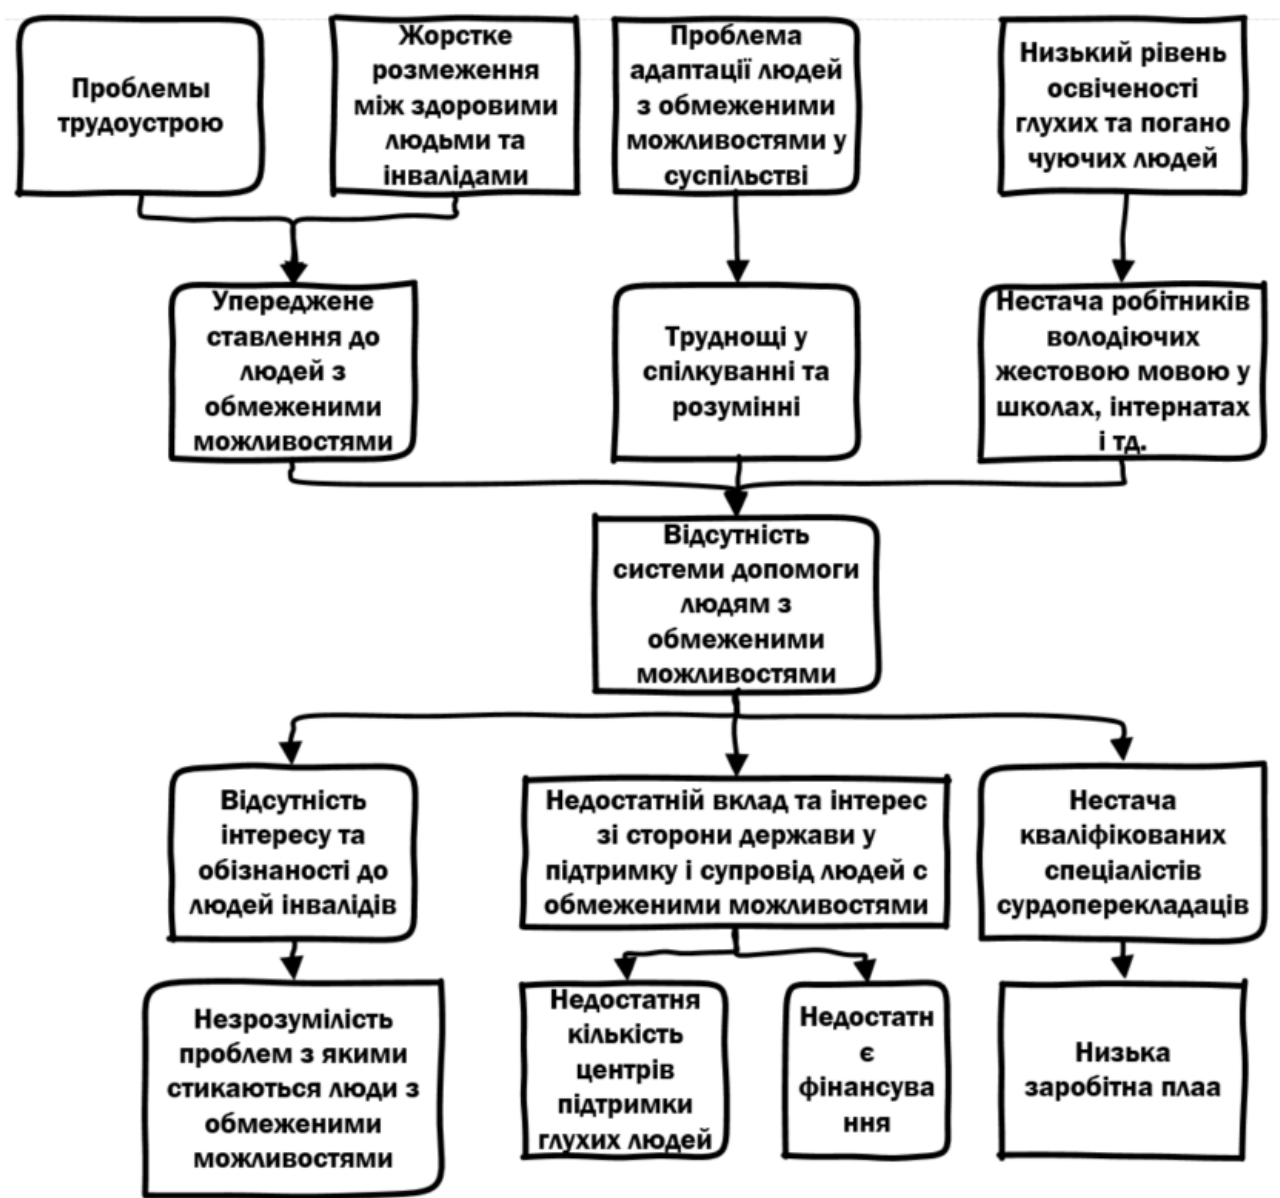 Проблемы
трудоустрою
Жорстке
розмеження
між здоровими
людьми та
інвалідами
Проблема
адаптації людей
з обмеженими
можливостями у
суспільстві
Низький рівень
освіченості
глухих та погано
чуючих людей
Упереджене
ставлення до
людей з
обмеженими
можливостями
Труднощі у
спілкуванні та
розумінні
Нестача робітників
володіючих
жестовою мовою у
школах, інтернатах
і тд.
Відсутність
системи допомоги
людям з
обмеженими
можливостями
Відсутність
інтересу та
обізнаності до
людей інвалідів
Недостатній вклад та інтерес
зі сторони держави у
підтримку і супровід людей с
обмеженими можливостями
Нестача
кваліфікованих
спеціалістів
сурдоперекладаців
Незрозумілість
проблем з якими
стикаються люди з
обмеженими
можливостями
Недостатня
кількість
центрів
підтримки
глухих людей
Недостатн
є
фінансува
ння
Низька
заробітна плаа